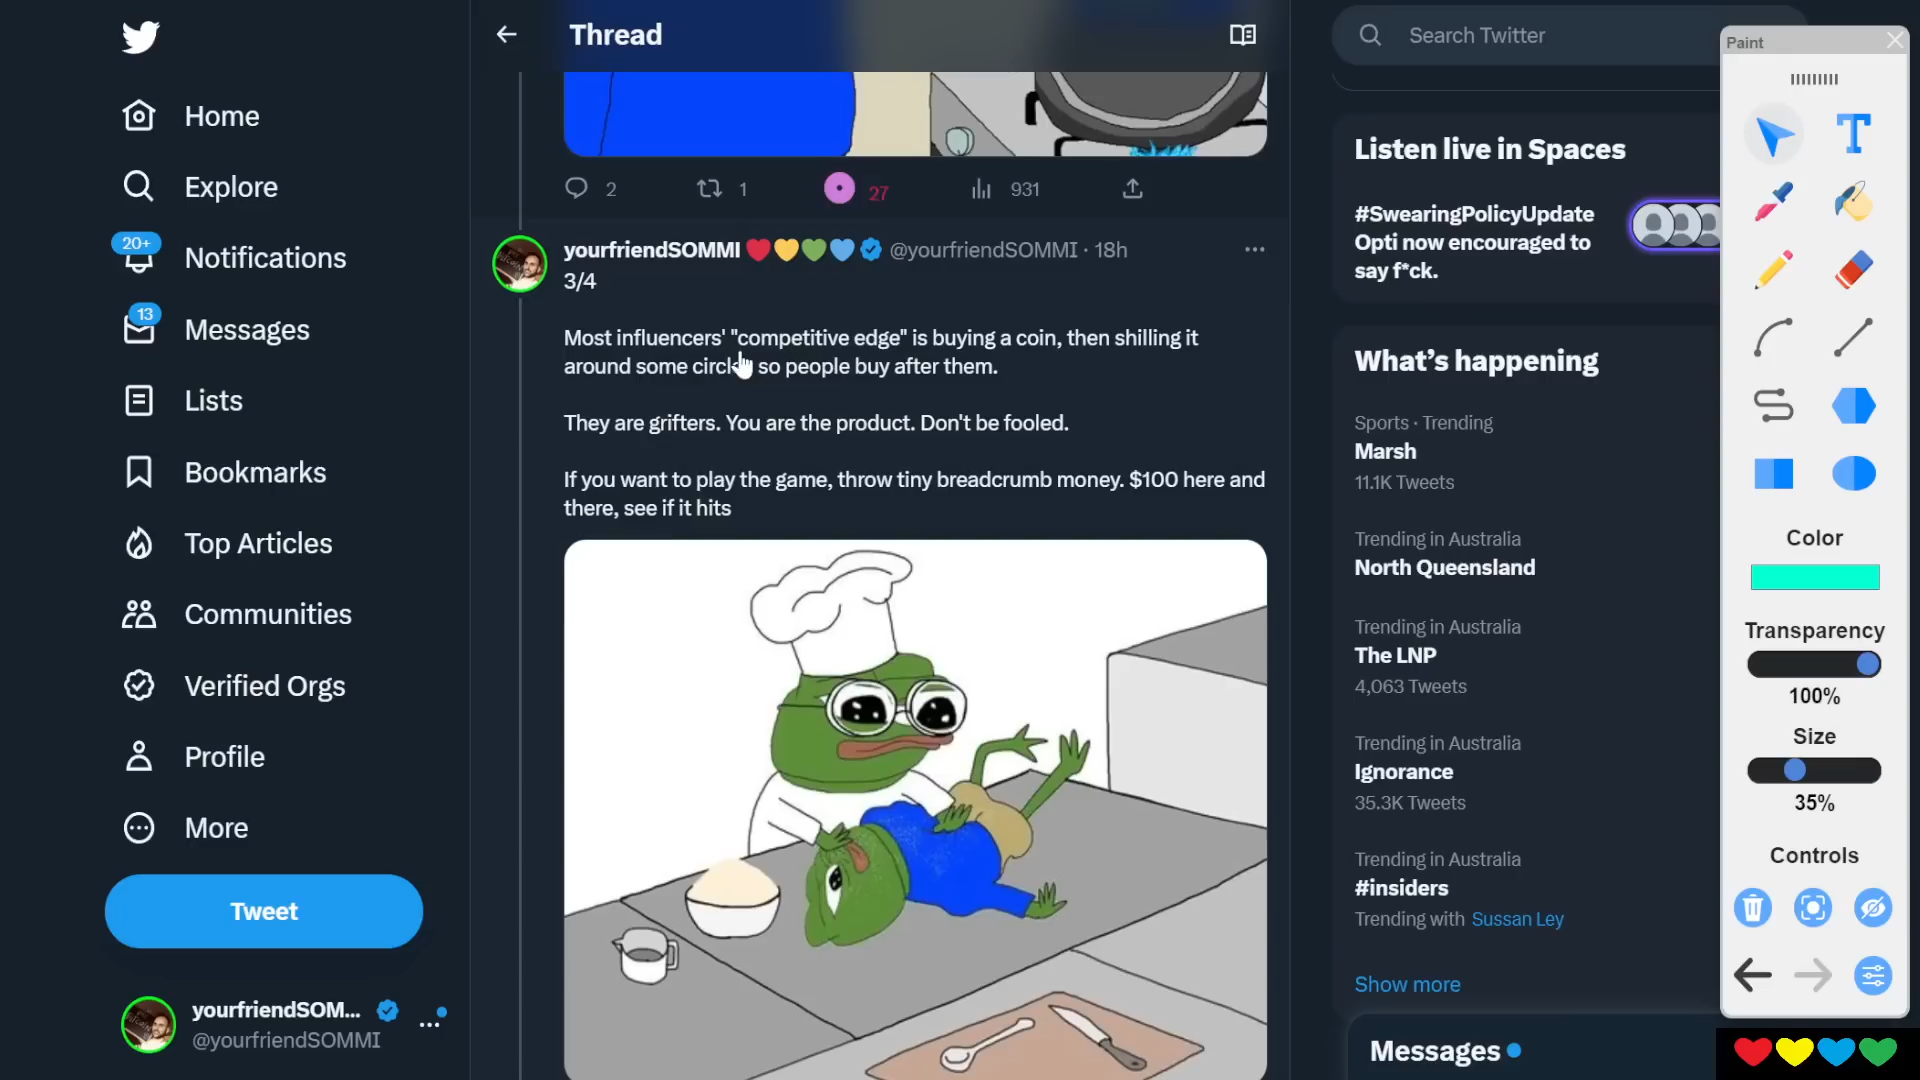 Home
Explore
20+
Notifications
13
Messages
Lists
Bookmarks
Top Articles
Communities
Verified Orgs
Profile
More
Tweet
yourfriendSOM...
@yourfriendSOMMI
Thread
2
1
27
931
yourfriendSOMMI @yourfriendSOMMI · 18h
3/4
Most influencers' "competitive edge" is buying a coin, then shilling it
around some circl so people buy after them.
They are grifters. You are the product. Don't be fooled.
If you want to play the game, throw tiny breadcrumb money. $100 here and
there, see if it hits
Search Twitter
Listen live in Spaces
#SwearingPolicyUpdate
Opti now encouraged to
say f*ck.
What's happening
Sports · Trending
Marsh
11.1K Tweets
Trending in Australia
North Queensland
Trending in Australia
The LNP
4,063 Tweets
Trending in Australia
Ignorance
35.3K Tweets
Trending in Australia
#insiders
Trending with Sussan Ley
Show more
Messages
Paint
T
Color
Transparency
100%
Size
35%
Controls